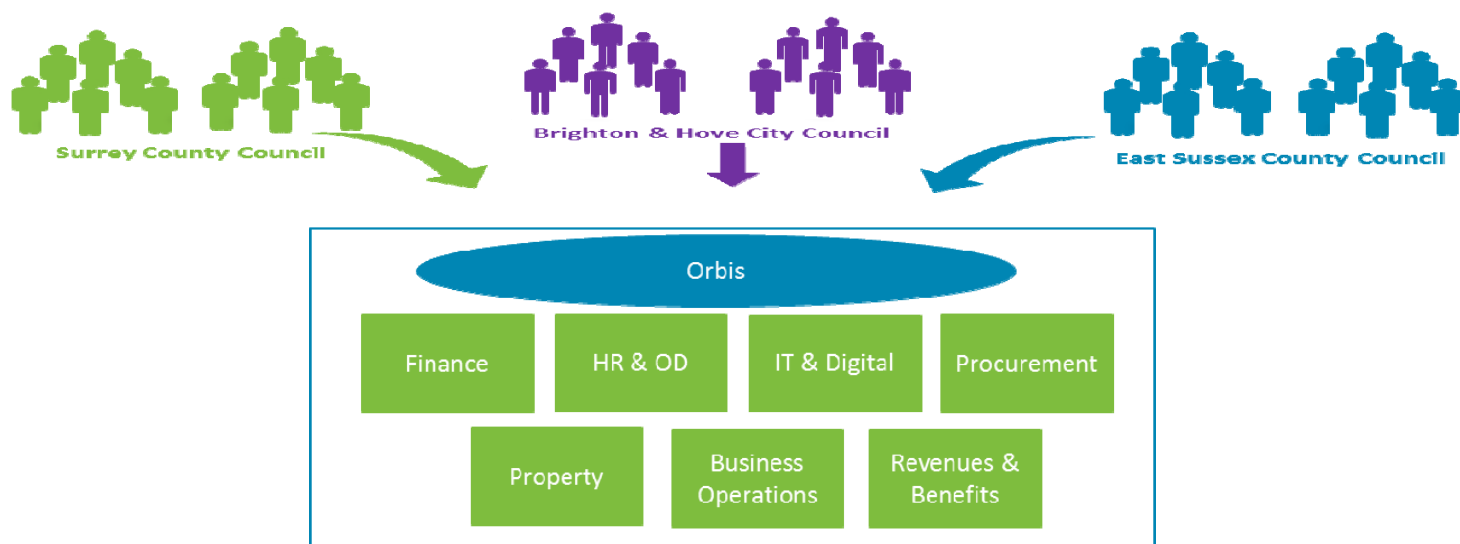 Surrey County Council
Brighton & Hove City Council
East Sussex County Council
Orbis
Finance
HR & OD
IT & Digital
Procurement
Property
Business
Operations
Revenues &
Benefits